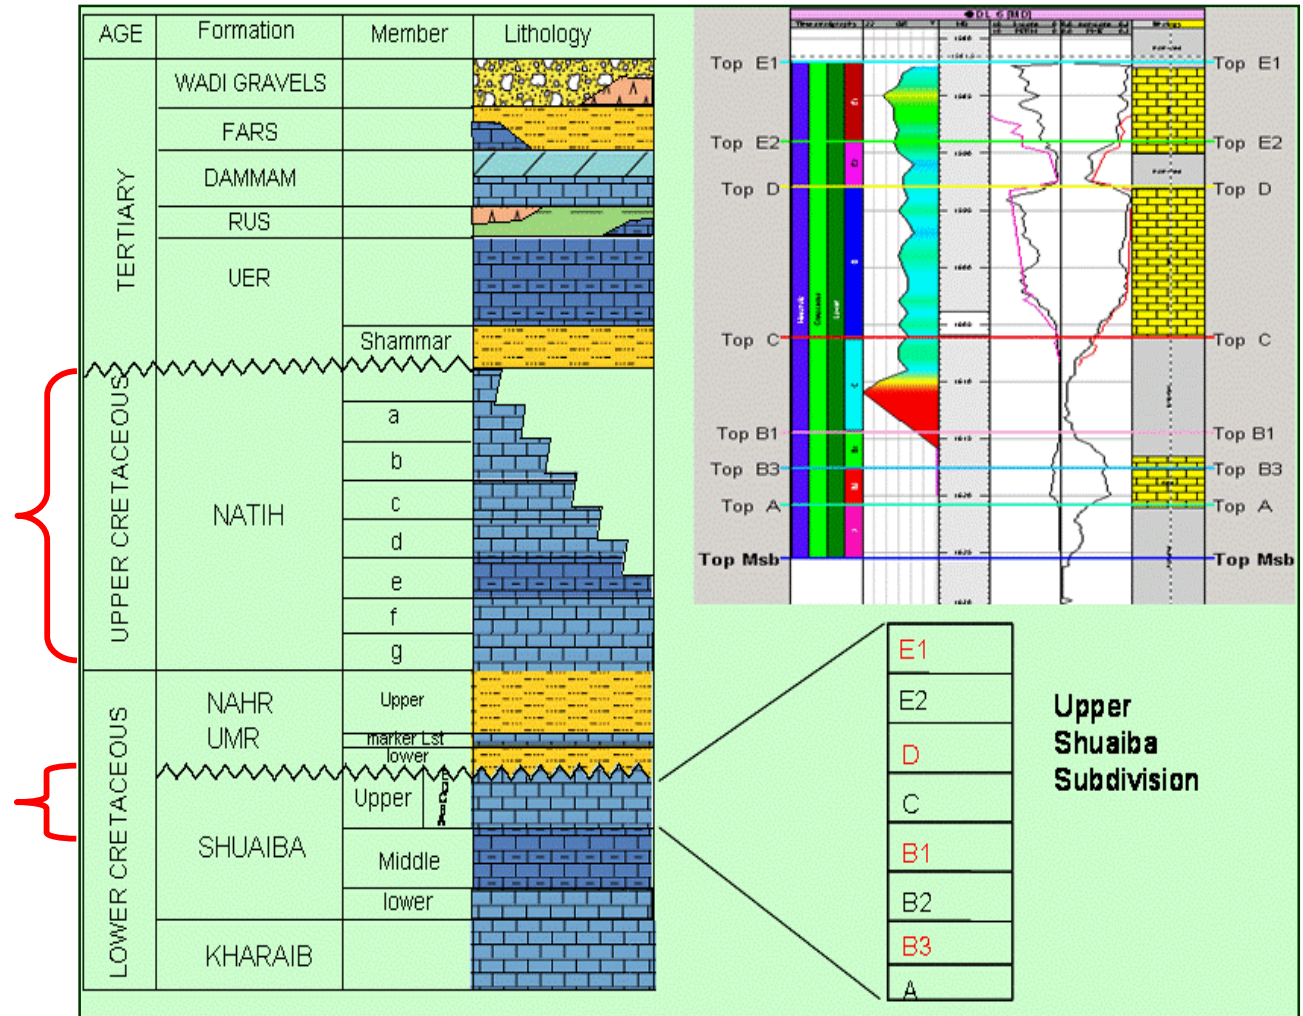 AGE Formation Member Lithology
TERTIARY
WADI GRAVELS
FARS
DAMMAM
RUS
UER
Shammar
UPPER CRETACEOUS
NATIH
a
b
c
d
e
f
g
LOWER CRETACEOUS
NAHR
UMR
Upper
marker Lst
lower
SHUAIBA
Upper
Middle
lower
KHARAIB
Top E1 Top E1
Top E2 Top E2
Top D Top D
Top C Top C
Top B1 Top B1
Top B3 Top B3
Top A Top A
Top Msb Top Msb
E1
E2
D
C
B1
B2
B3
A
Upper
Shuaiba
Subdivision